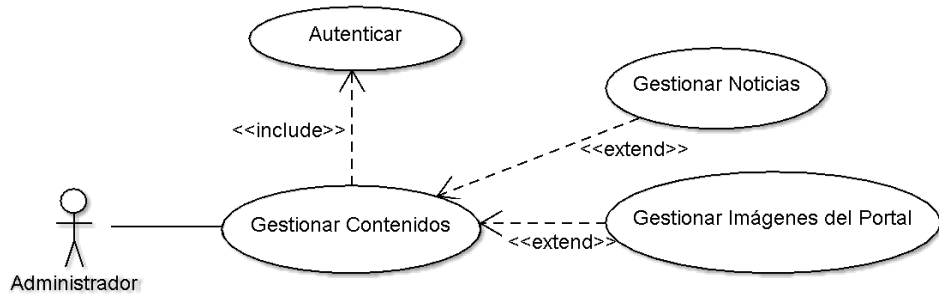 Autenticar
Gestionar Noticias
<<include>>
<<extend>>
Gestionar Contenidos
Gestionar Imágenes del Portal
<<extend>>
Administrador